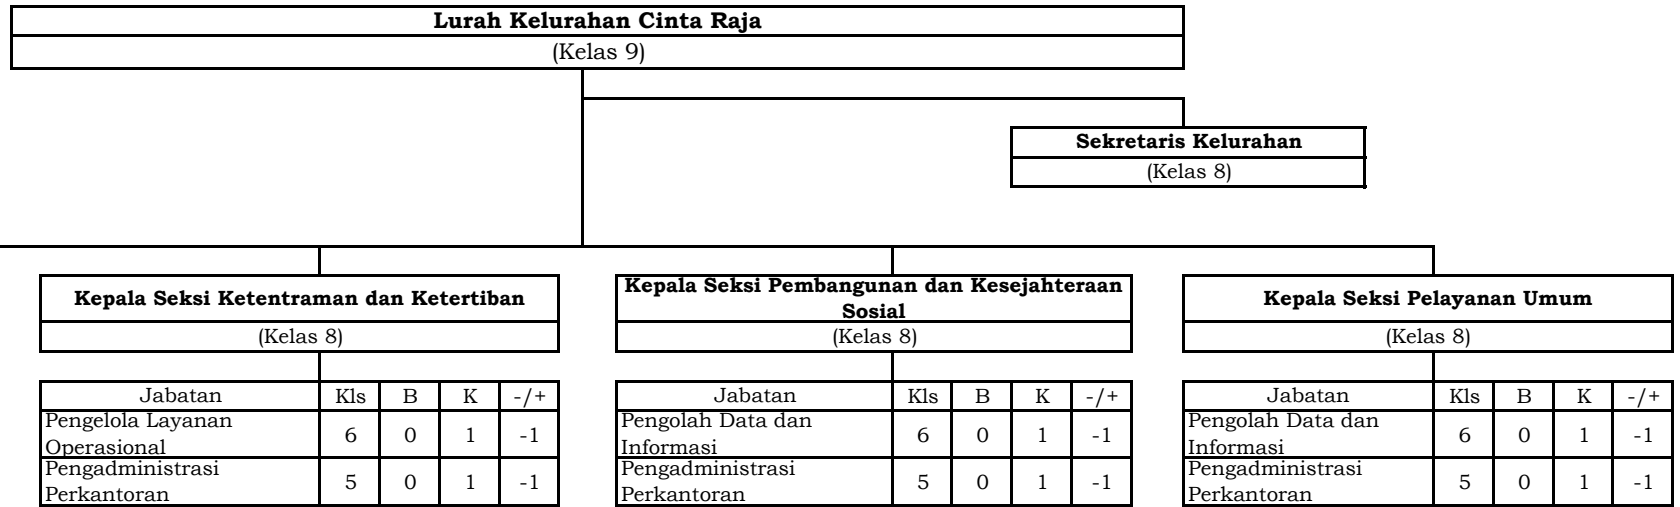 Lurah Kelurahan Cinta Raja
(Kelas 9)
Sekretaris Kelurahan
(Kelas 8)
Kepala Seksi Ketentraman dan Ketertiban
(Kelas 8)
Jabatan Kls B K -/+
Pengelola Layanan
Operasional 6 0 1 -1
Pengadministrasi
Perkantoran 5 0 1 -1
Kepala Seksi Pembangunan dan Kesejahteraan
Sosial
(Kelas 8)
Jabatan Kls B K -/+
Pengolah Data dan
Informasi 6 0 1 -1
Pengadministrasi
Perkantoran 5 0 1 -1
Kepala Seksi Pelayanan Umum
(Kelas 8)
Jabatan Kls B K -/+
Pengolah Data dan
Informasi 6 0 1 -1
Pengadministrasi
Perkantoran 5 0 1 -1